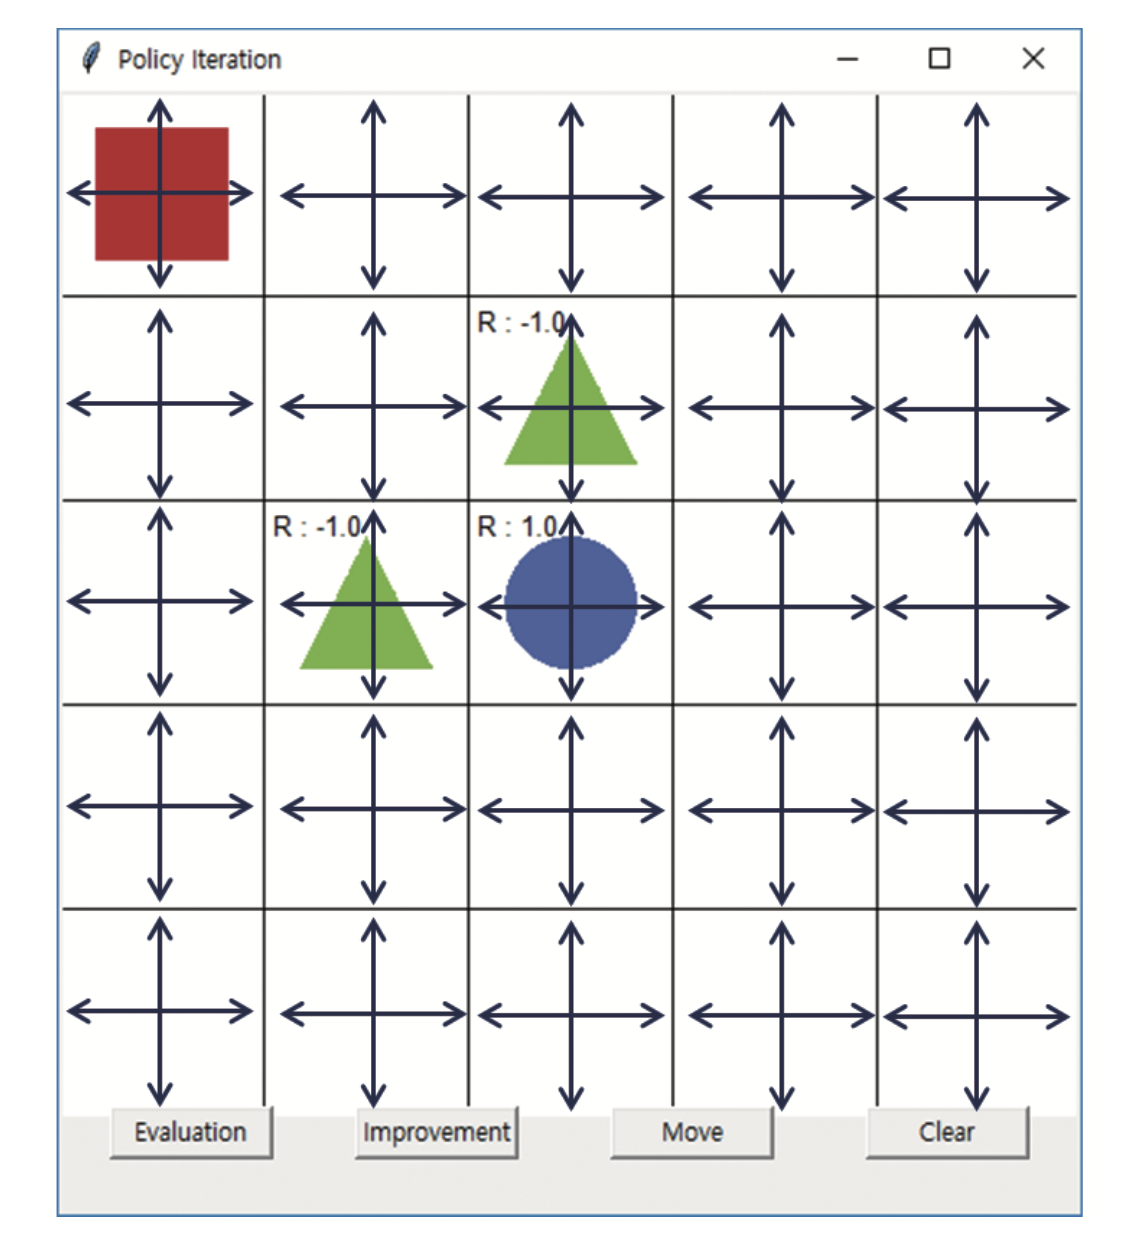 Policy Iteration
R : -1.0
R : -1.0
R : 1.0
Evaluation
Improvement
Move
Clear